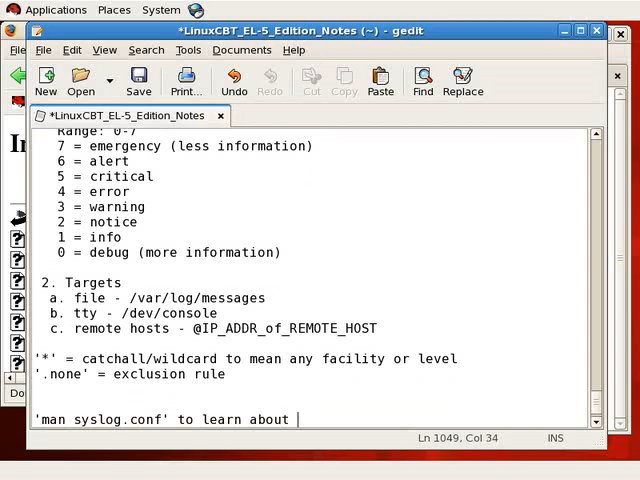 Applications Places System
*LinuxCBT_EL-5_Edition_Notes (~) - gedit
File
File Edit View Search Tools Documents Help
New Open Save Print... Undo Redo Cut Copy Paste Find Replace
*LinuxCBT_EL-5_Edition_Notes
Range: 0-7
7 = emergency (less information)
6 = alert
5 = critical
4 = error
3 = warning
2 = notice
1 = info
0 = debug (more information)
2. Targets
a. file - /var/log/messages
b. tty - /dev/console
c. remote hosts - @IP_ADDR_of_REMOTE_HOST
'*' = catchall/wildcard to mean any facility or level
'.none' = exclusion rule
'man syslog.conf' to learn about
Ln 1049, Col 34 INS